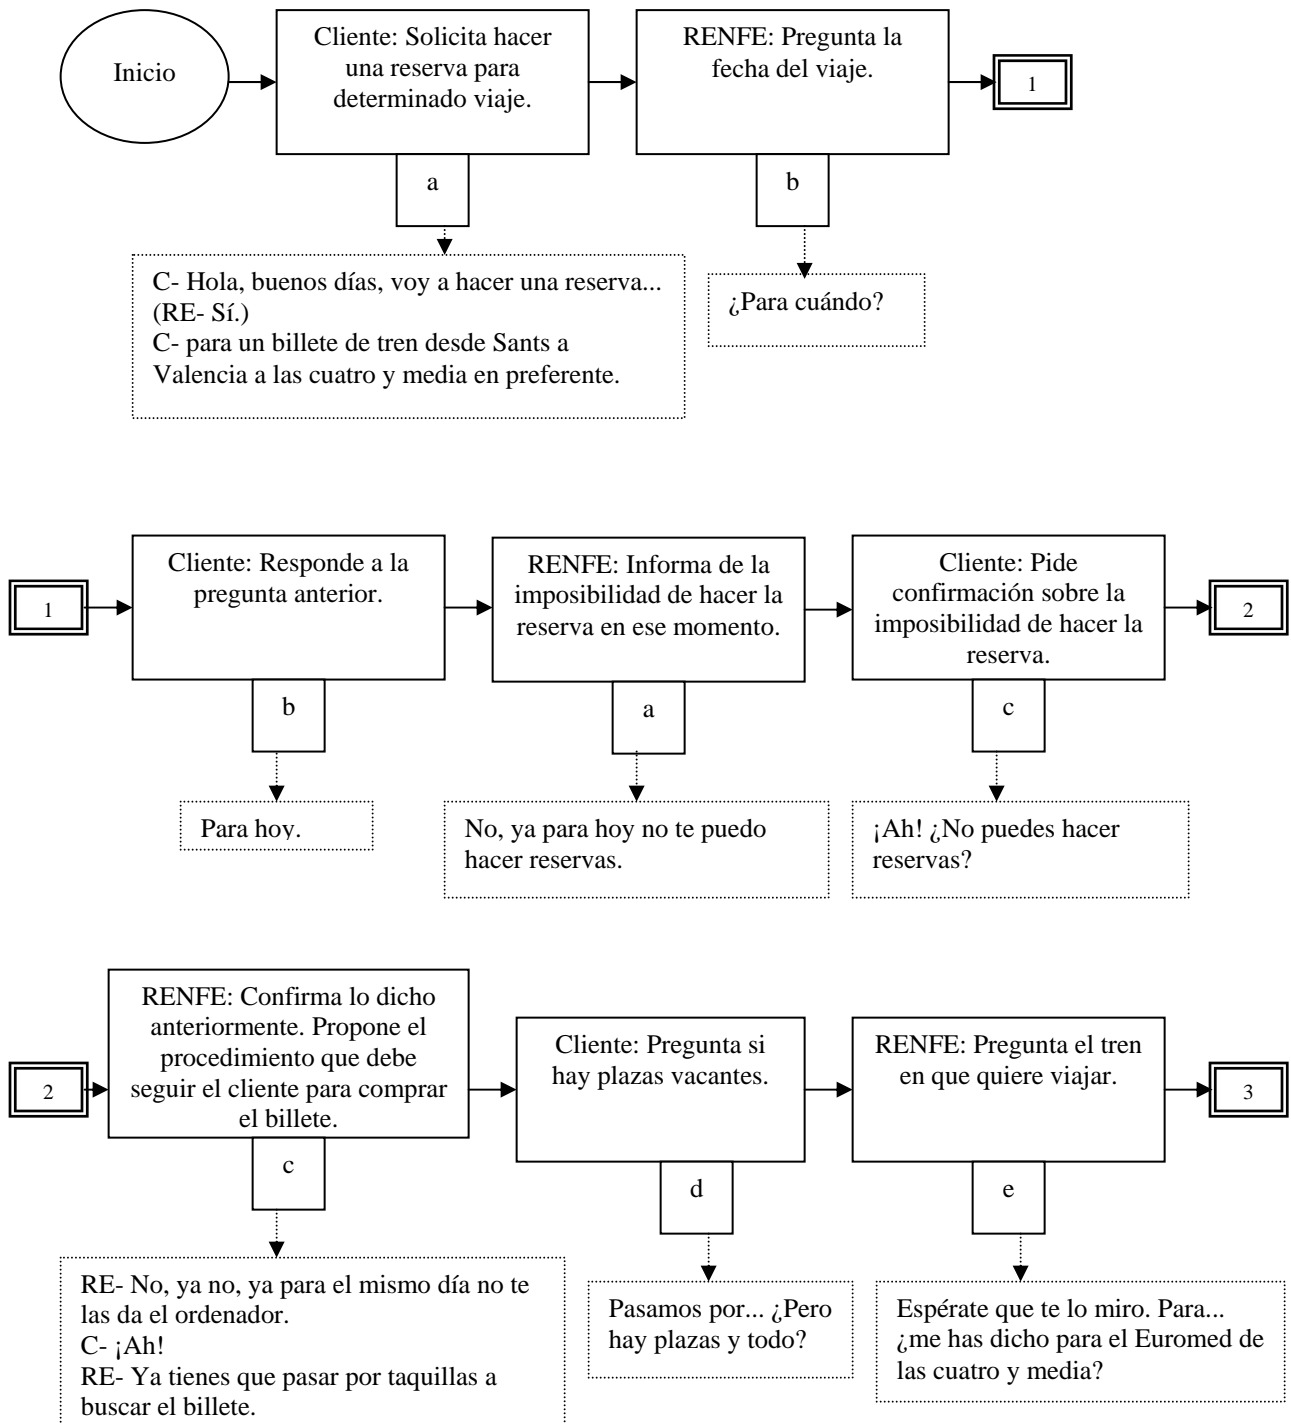 Inicio
Cliente: Solicita hacer
una reserva para
determinado viaje.
RENFE: Pregunta la
fecha del viaje.
1
a
b
C- Hola, buenos días, voy a hacer una reserva...
(RE- Sí.)
C- para un billete de tren desde Sants a
Valencia a las cuatro y media en preferente.
¿Para cuándo?
1
Cliente: Responde a la
pregunta anterior.
RENFE: Informa de la
imposibilidad de hacer la
reserva en ese momento.
Cliente: Pide
confirmación sobre la
imposibilidad de hacer la
reserva.
2
b
a
c
Para hoy.
No, ya para hoy no te puedo
hacer reservas.
¡Ah! ¿No puedes hacer
reservas?
2
RENFE: Confirma lo dicho
anteriormente. Propone el
procedimiento que debe
seguir el cliente para comprar
el billete.
Cliente: Pregunta si
hay plazas vacantes.
RENFE: Pregunta el tren
en que quiere viajar.
3
c
d
e
RE- No, ya no, ya para el mismo día no te
las da el ordenador.
C- ¡Ah!
RE- Ya tienes que pasar por taquillas a
buscar el billete.
Pasamos por... ¿Pero
hay plazas y todo?
Espérate que te lo miro. Para...
¿me has dicho para el Euromed de
las cuatro y media?